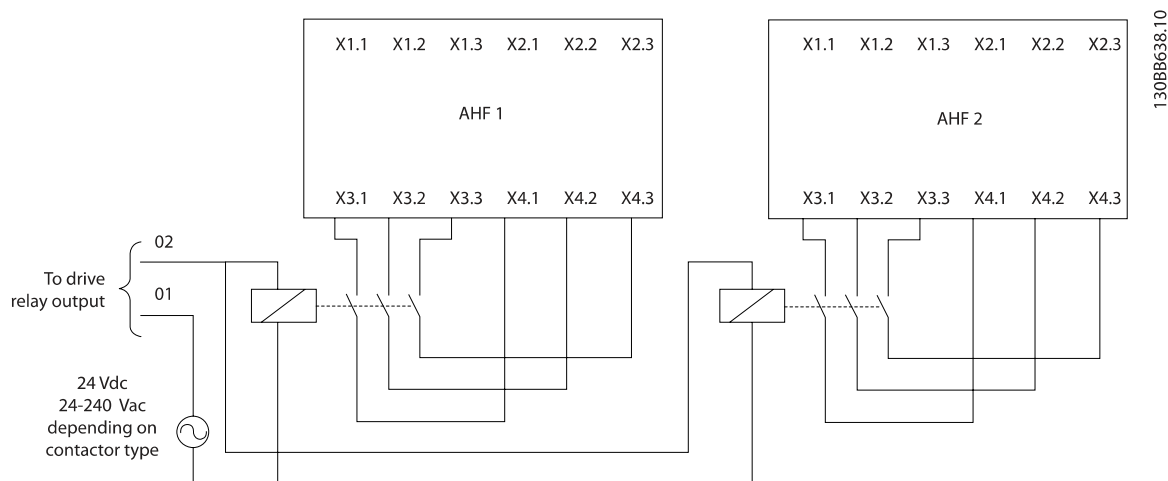 X1.1 X1.2 X1.3 X2.1 X2.2 X2.3
AHF 1
X3.1 X3.2 X3.3 X4.1 X4.2 X4.3
X1.1 X1.2 X1.3 X2.1 X2.2 X2.3
AHF 2
X3.1 X3.2 X3.3 X4.1 X4.2 X4.3
130BB638.10
02
To drive
relay output
01
24 Vdc
24-240 Vac
depending on
contactor type